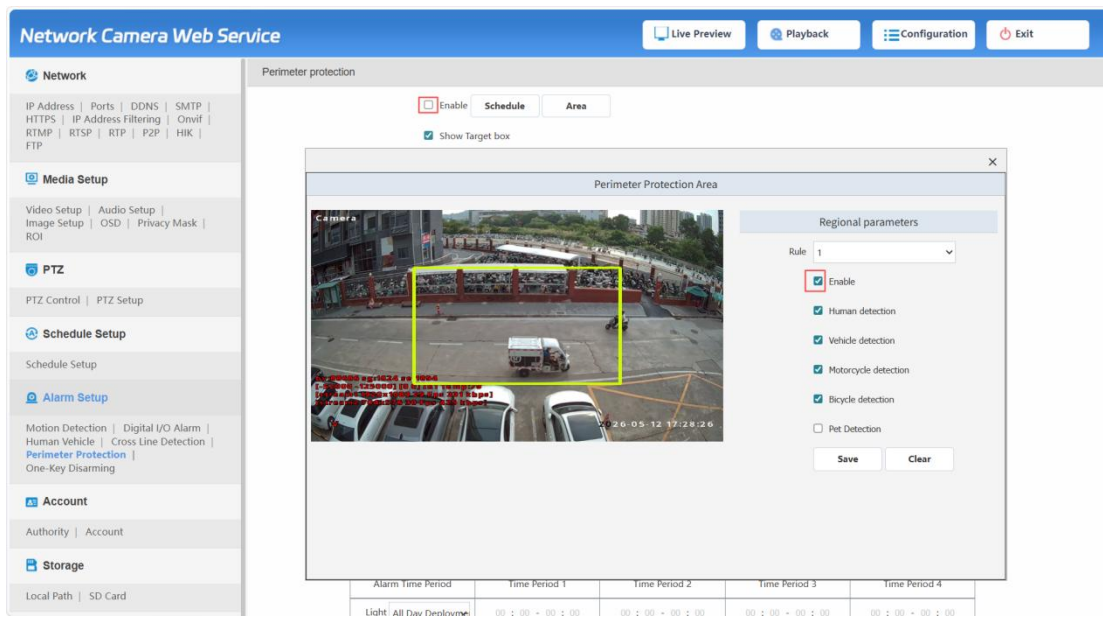 Network Camera Web Service
Live Preview
Playback
Configuration
Exit
Network
IP Address | Ports | DDNS | SMTP |
HTTPS | IP Address Filtering | Onvif |
RTMP | RTSP | RTP | P2P | HIK |
FTP
Media Setup
Video Setup | Audio Setup |
Image Setup | OSD | Privacy Mask |
ROI
PTZ
PTZ Control | PTZ Setup
Schedule Setup
Schedule Setup
Alarm Setup
Motion Detection | Digital I/O Alarm |
Human Vehicle | Cross Line Detection |
Perimeter Protection |
One-Key Disarming
Account
Authority | Account
Storage
Local Path | SD Card
Perimeter protection
Enable Schedule Area
Show Target box
Perimeter Protection Area
Camera
26-05-12 17:28:26
Regional parameters
Rule 1
Enable
Human detection
Vehicle detection
Motorcycle detection
Bicycle detection
Pet Detection
Save Clear
Alarm Time Period Time Period 1 Time Period 2 Time Period 3 Time Period 4
Light All Day Deployme 00 : 00 - 00 : 00 00 : 00 - 00 : 00 00 : 00 - 00 : 00 00 : 00 - 00 : 00